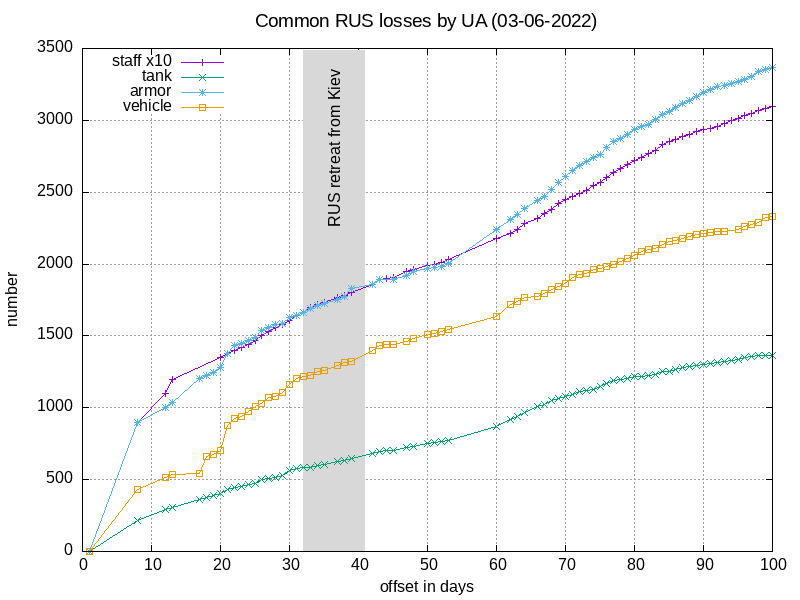 Common RUS losses by UA (03-06-2022)
3500
3000
2500
2000
1500
1000
500
0
number
staff x10
tank
armor
vehicle
RUS retreat from Kiev
0 10 20 30 40 50 60 70 80 90 100
offset in days